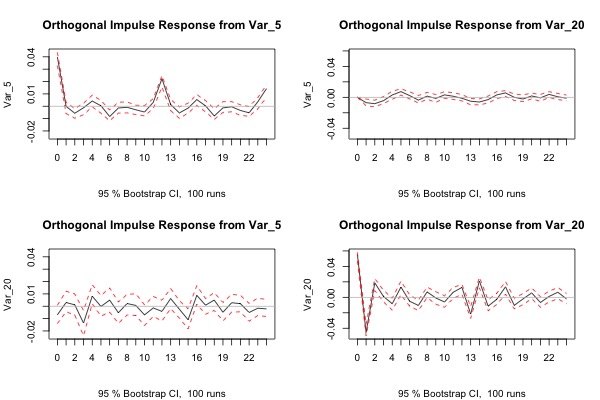 Orthogonal Impulse Response from Var_5
Var_5
0.04
0.01
-0.02
0 2 4 6 8 10 13 16 19 22
95 % Bootstrap CI, 100 runs
Orthogonal Impulse Response from Var_20
Var_5
0.04
0.00
-0.04
0 2 4 6 8 10 13 16 19 22
95 % Bootstrap CI, 100 runs
Orthogonal Impulse Response from Var_5
Var_20
0.04
0.01
-0.02
0 2 4 6 8 10 13 16 19 22
95 % Bootstrap CI, 100 runs
Orthogonal Impulse Response from Var_20
Var_20
0.04
0.00
-0.04
0 2 4 6 8 10 13 16 19 22
95 % Bootstrap CI, 100 runs